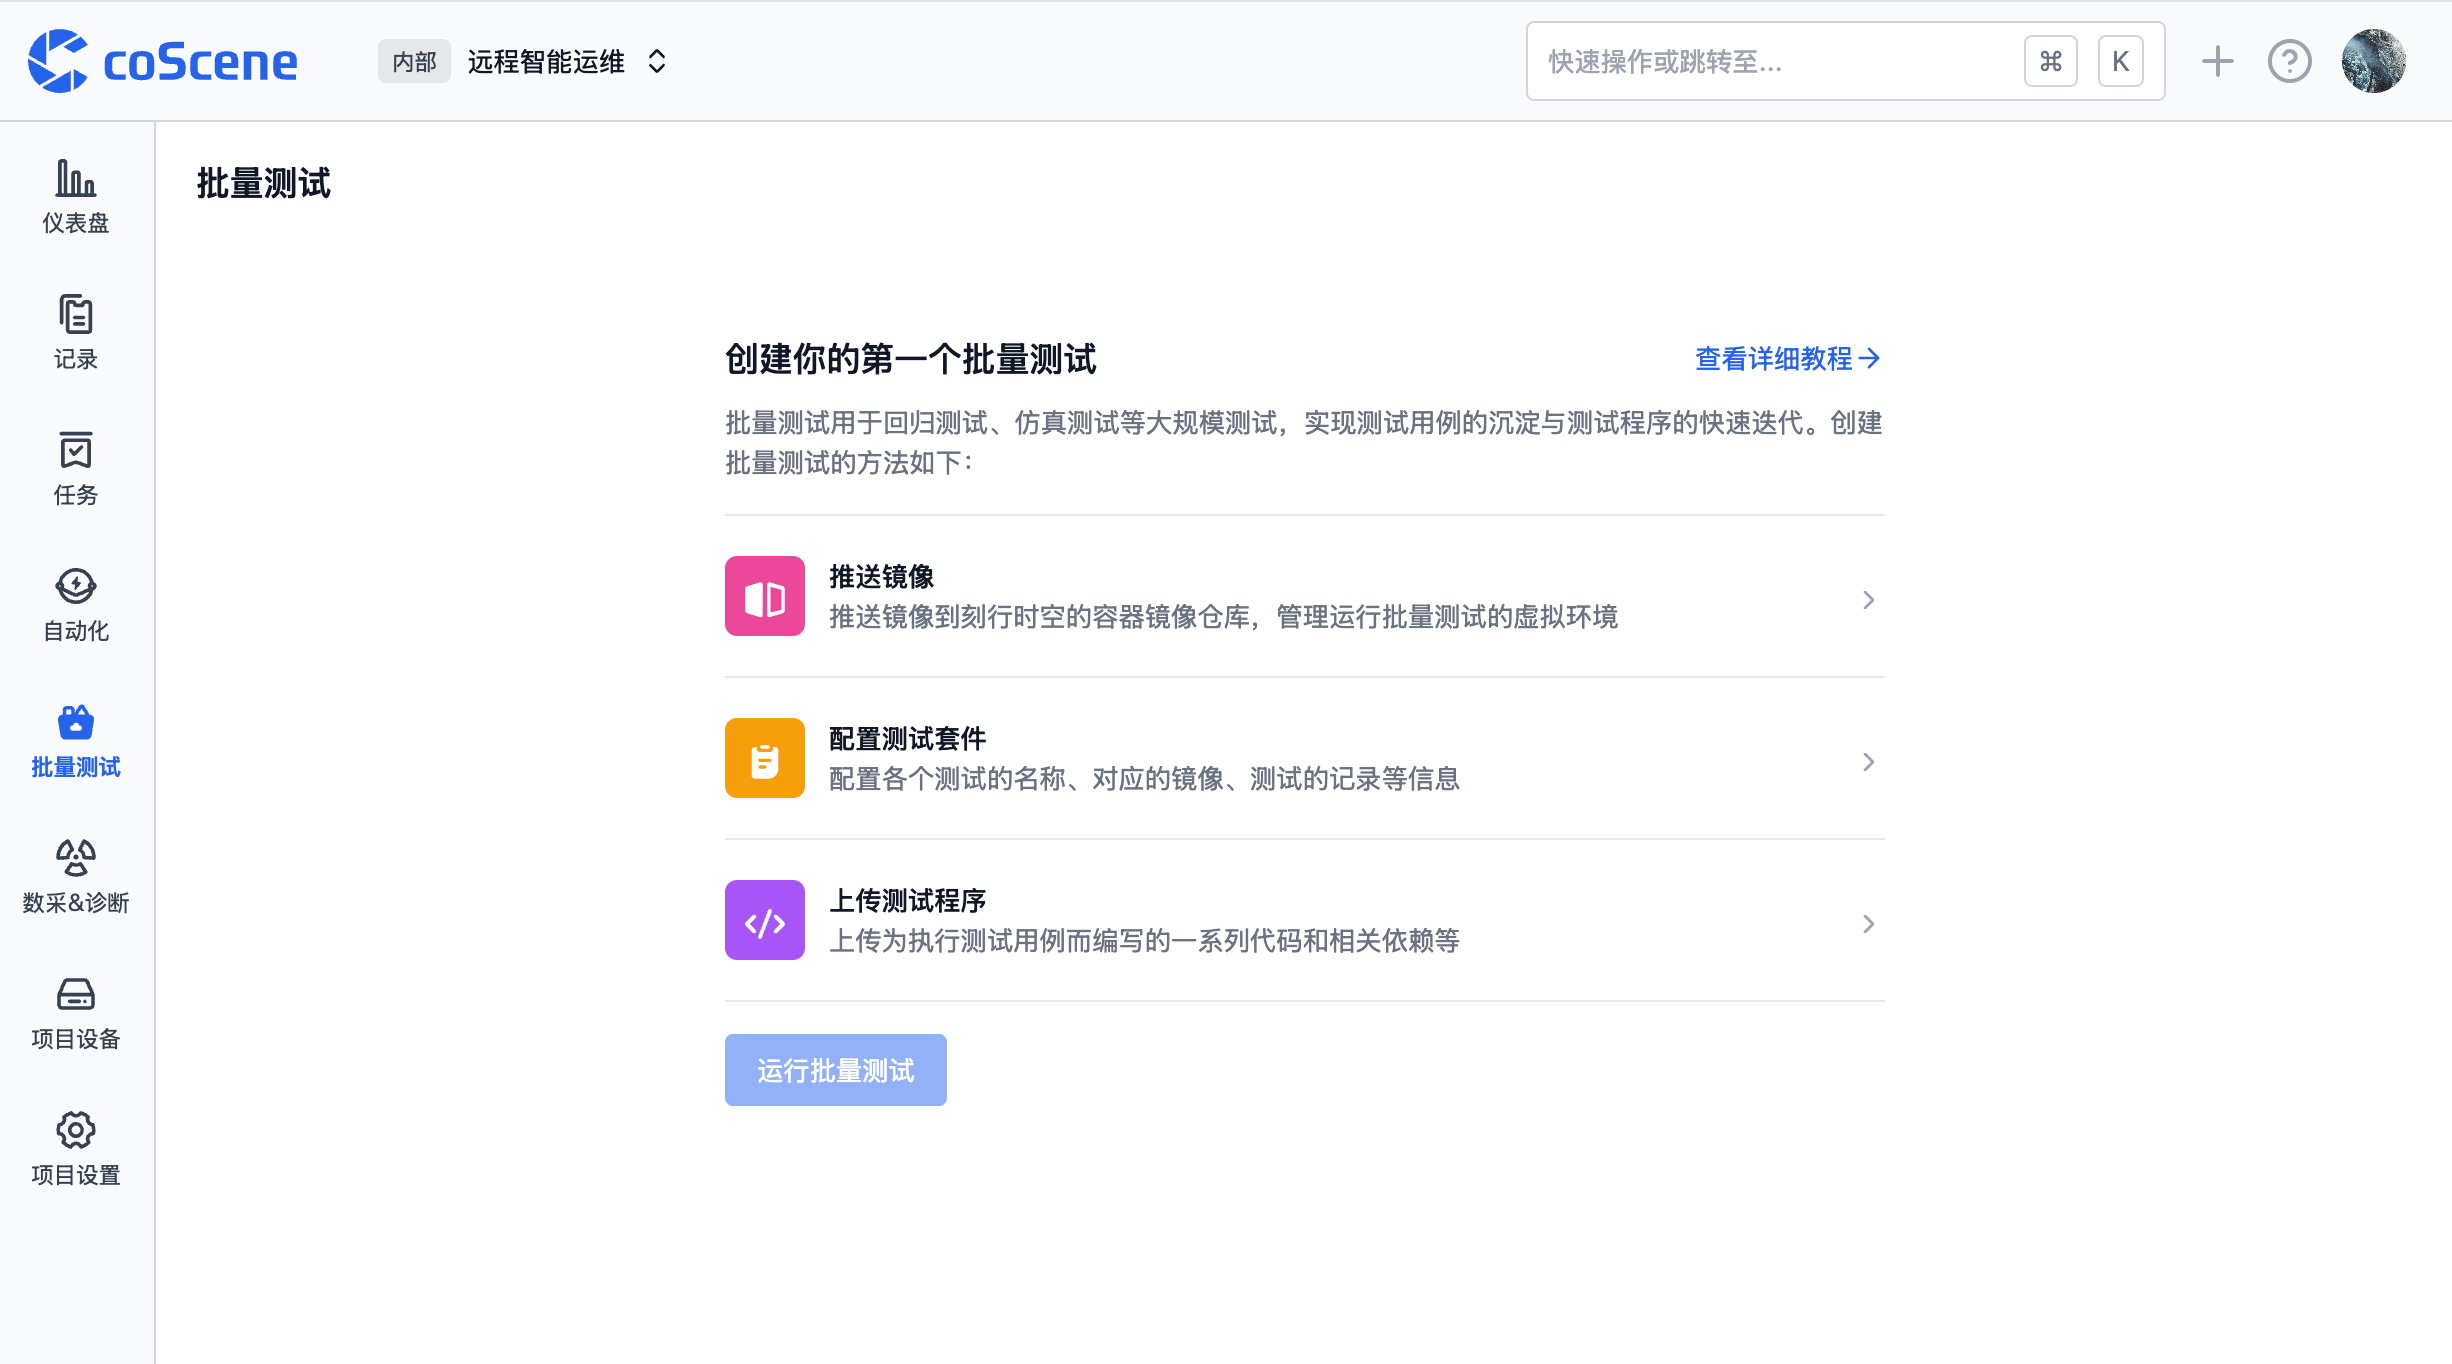 coScene
内部 远程智能运维
快速操作或跳转至... ⌘ K
仪表盘
记录
任务
自动化
批量测试
数采&诊断
项目设备
项目设置
批量测试
创建你的第一个批量测试
查看详细教程
批量测试用于回归测试、仿真测试等大规模测试，实现测试用例的沉淀与测试程序的快速迭代。创建
批量测试的方法如下：
推送镜像
推送镜像到刻行时空的容器镜像仓库，管理运行批量测试的虚拟环境
配置测试套件
配置各个测试的名称、对应的镜像、测试的记录等信息
上传测试程序
上传为执行测试用例而编写的一系列代码和相关依赖等
运行批量测试